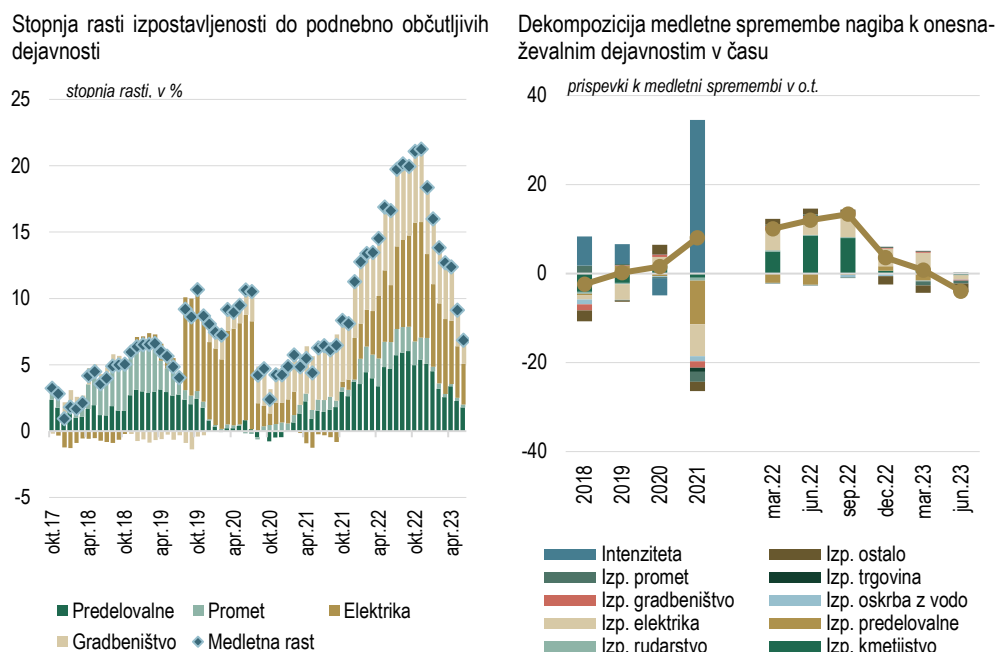 Stopnja rasti izpostavljenosti do podnebno občutljivih
dejavnosti
stopnja rasti, v %
25
20
15
10
5
0
-5
okt.17
apr.18
okt.18
apr.19
okt.19
apr.20
okt.20
apr.21
okt.21
apr.22
okt.22
apr.23
Predelovalne
Promet
Elektrika
Gradbeništvo
Medletna rast
Dekompozicija medletne spremembe nagiba k onesna-
ževalnim dejavnostim v času
prispevki k medletni spremembi v o.t.
40
20
0
-20
-40
2018
2019
2020
2021
mar.22
jun.22
sep.22
dec.22
mar.23
jun.23
Intenziteta
Izp. ostalo
Izp. promet
Izp. trgovina
Izp. gradbeništvo
Izp. oskrba z vodo
Izp. elektrika
Izp. predelovalne
Izp. rudarstvo
Izp. kmetijstvo